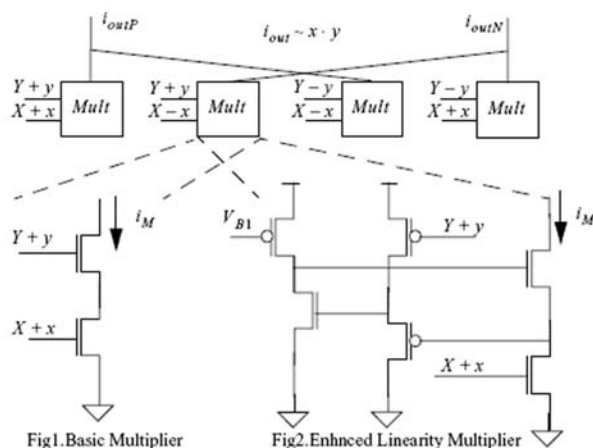 i_outP
i_out ~ x · y
i_outN
Y + y
X + x
Mult
Y + y
X − x
Mult
Y − y
X − x
Mult
Y − y
X + x
Mult
i_M
Y + y
X + x
V_B1
Y + y
i_M
X + x
Fig1.Basic Multiplier
Fig2.Enhnced Linearity Multiplier